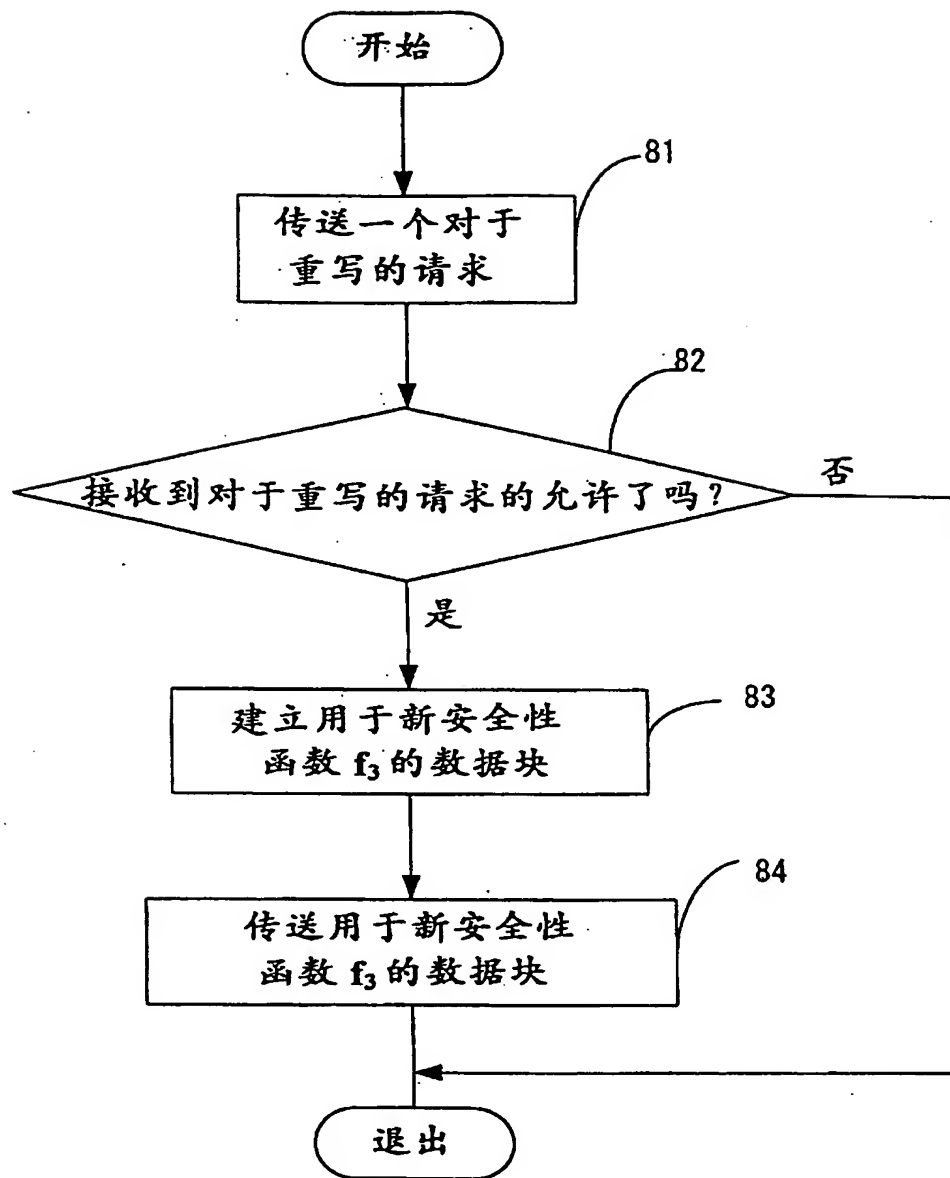 开始
81
传送一个对于
重写的请求
82
接收到对于重写的请求的允许了吗?
否
是
83
建立用于新安全性
函数 f₃ 的数据块
84
传送用于新安全性
函数 f₃ 的数据块
退出